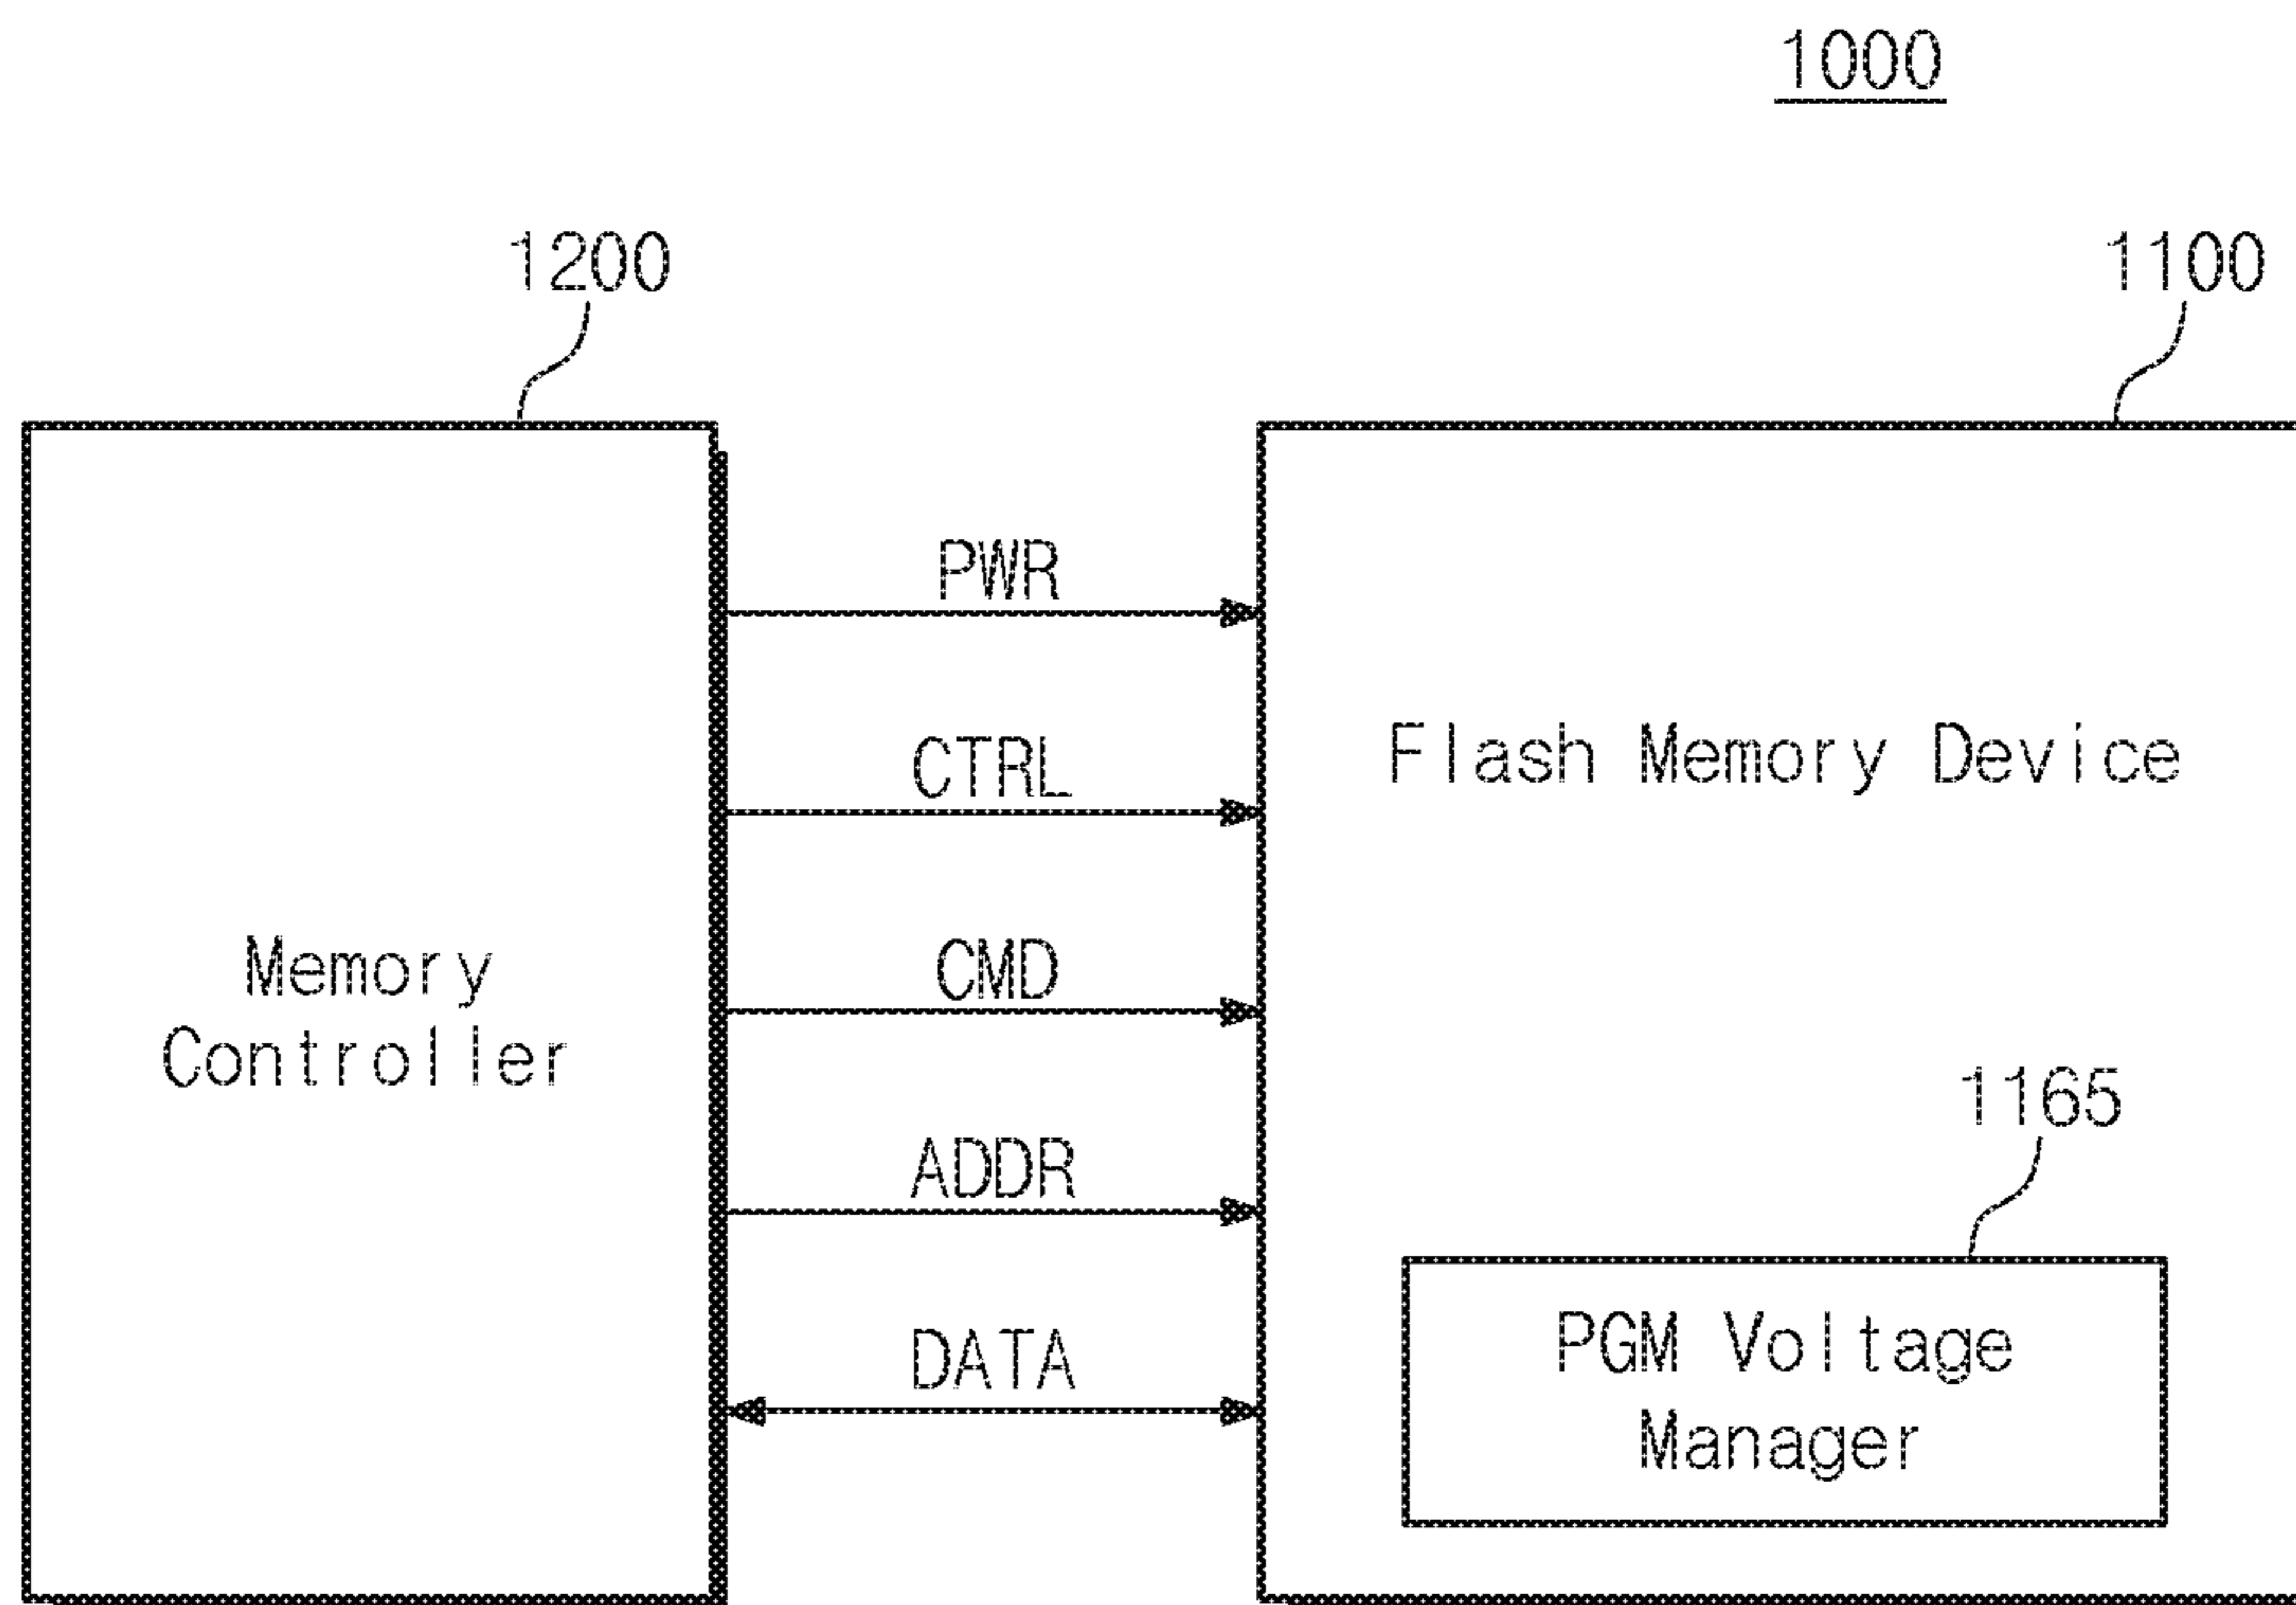 1000
1200
1100
PWR
CTRL
Flash Memory Device
CMD
Memory
Controller
ADDR
1165
DATA
PGM Voltage
Manager